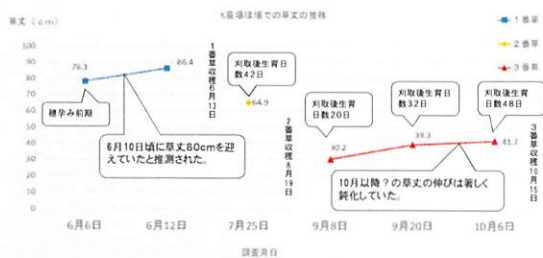 K農場ほ場での草丈の推移
草丈(cm)
1番草
2番草
3番草
100
90
80
70
60
50
40
30
20
10
0
78.3
86.4
64.9
30.2
39.3
41.7
穂孕み前期
6月10日頃に草丈80cmを迎
えていたと推測された。
1番草収穫6月13日
刈取後生育日
数42日
2番草収穫8月19日
刈取後生育
日数20日
刈取後生育
日数32日
刈取後生育
日数48日
10月以降?の草丈の伸びは著しく
鈍化していた。
3番草収穫10月15日
6月6日
6月12日
7月25日
9月8日
9月20日
10月6日
調査月日